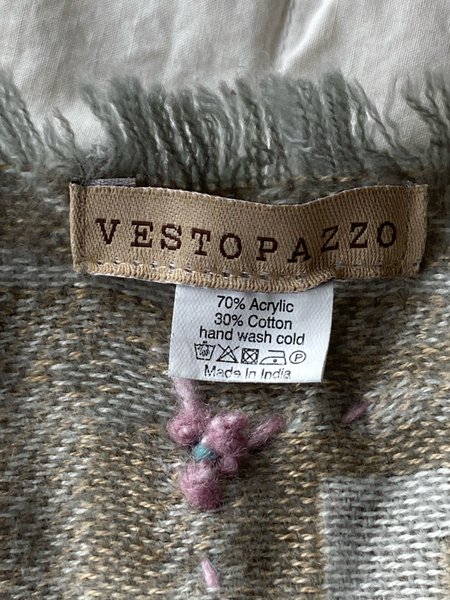 VESTOPAZZO
70% Acrylic
30% Cotton
hand wash cold
P
Made in India